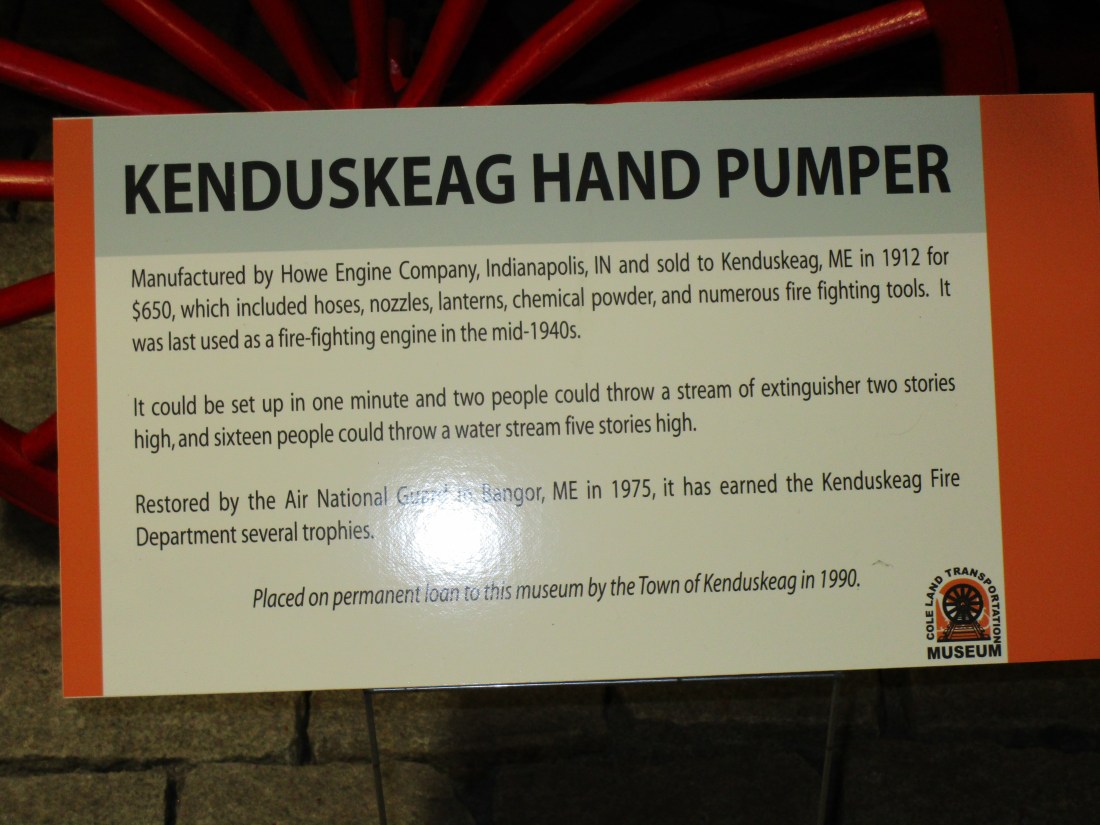 KENDUSKEAG HAND PUMPER
Manufactured by Howe Engine Company, Indianapolis, IN and sold to Kenduskeag, ME in 1912 for
$650, which included hoses, nozzles, lanterns, chemical powder, and numerous fire fighting tools. It
was last used as a fire-fighting engine in the mid-1940s.
It could be set up in one minute and two people could throw a stream of extinguisher two stories
high, and sixteen people could throw a water stream five stories high.
Restored by the Air National Guard in Bangor, ME in 1975, it has earned the Kenduskeag Fire
Department several trophies.
Placed on permanent loan to this museum by the Town of Kenduskeag in 1990.
COLE LAND TRANSPORTATION
MUSEUM